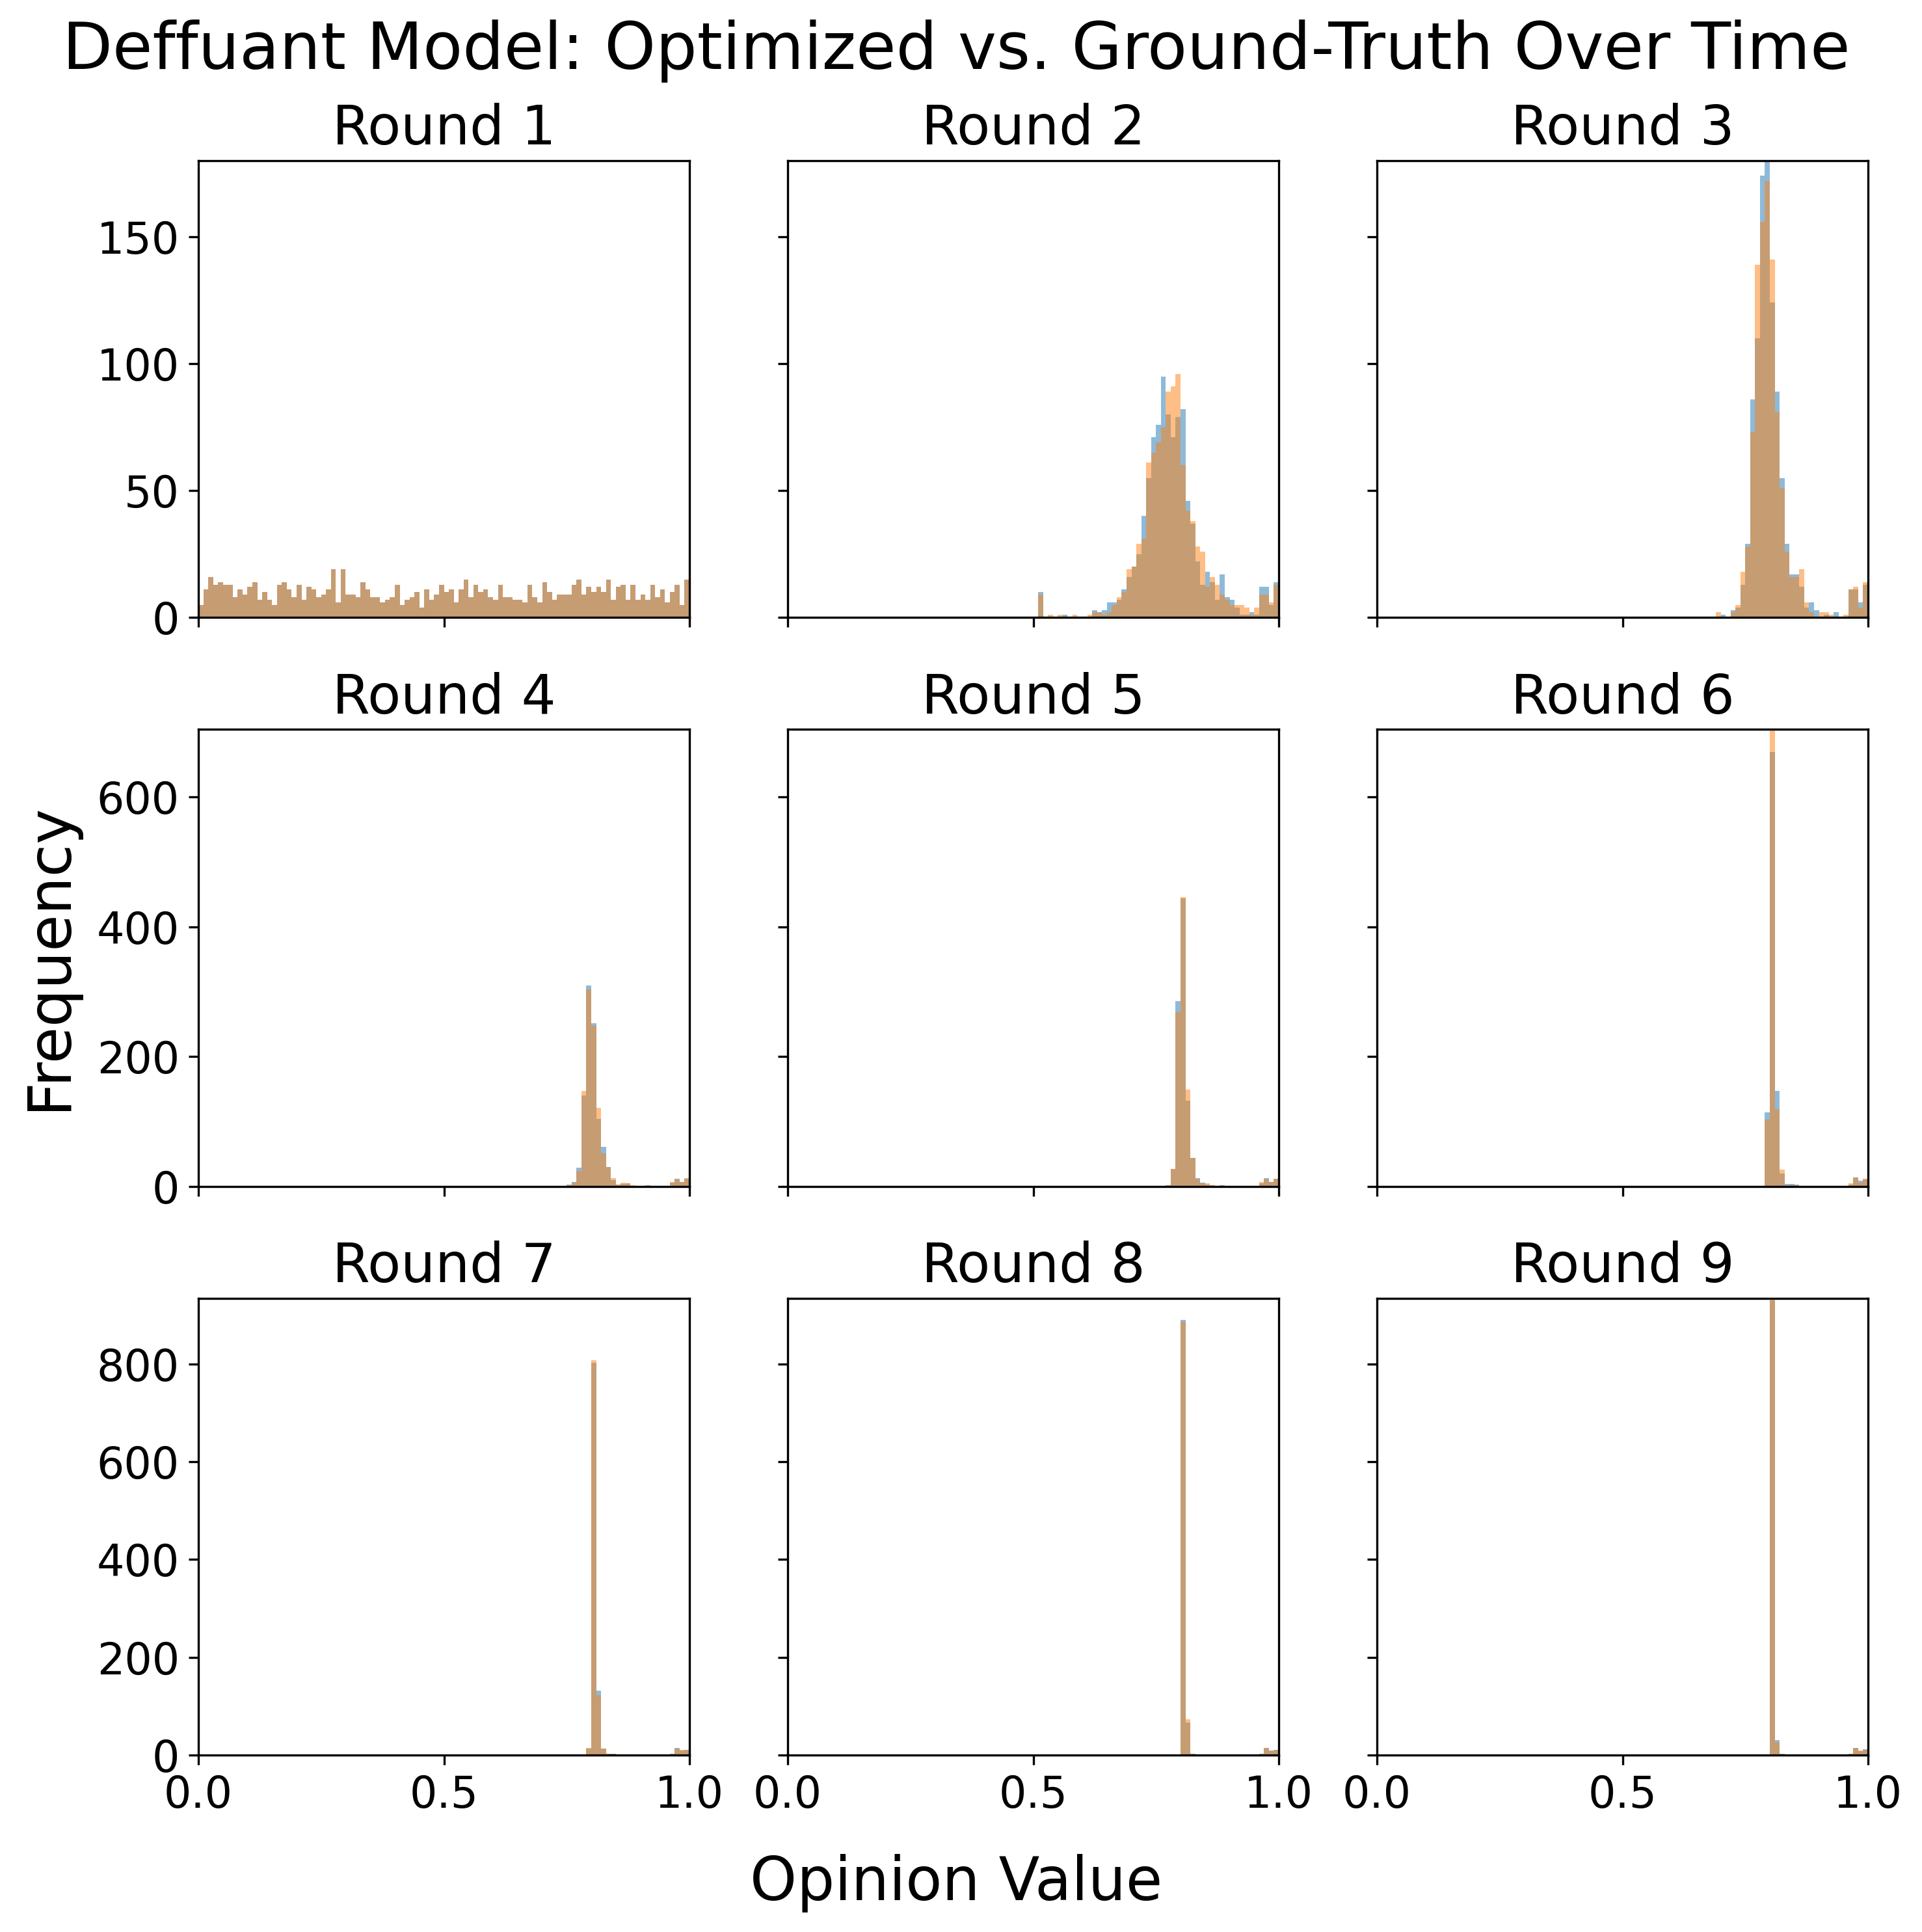 Deffuant Model: Optimized vs. Ground-Truth Over Time
Round 1
Round 2
Round 3
150
100
50
0
Round 4
Round 5
Round 6
600
400
200
0
Frequency
Round 7
Round 8
Round 9
800
600
400
200
0
0.0 0.5 1.0 0.0 0.5 1.0 0.0 0.5 1.0
Opinion Value